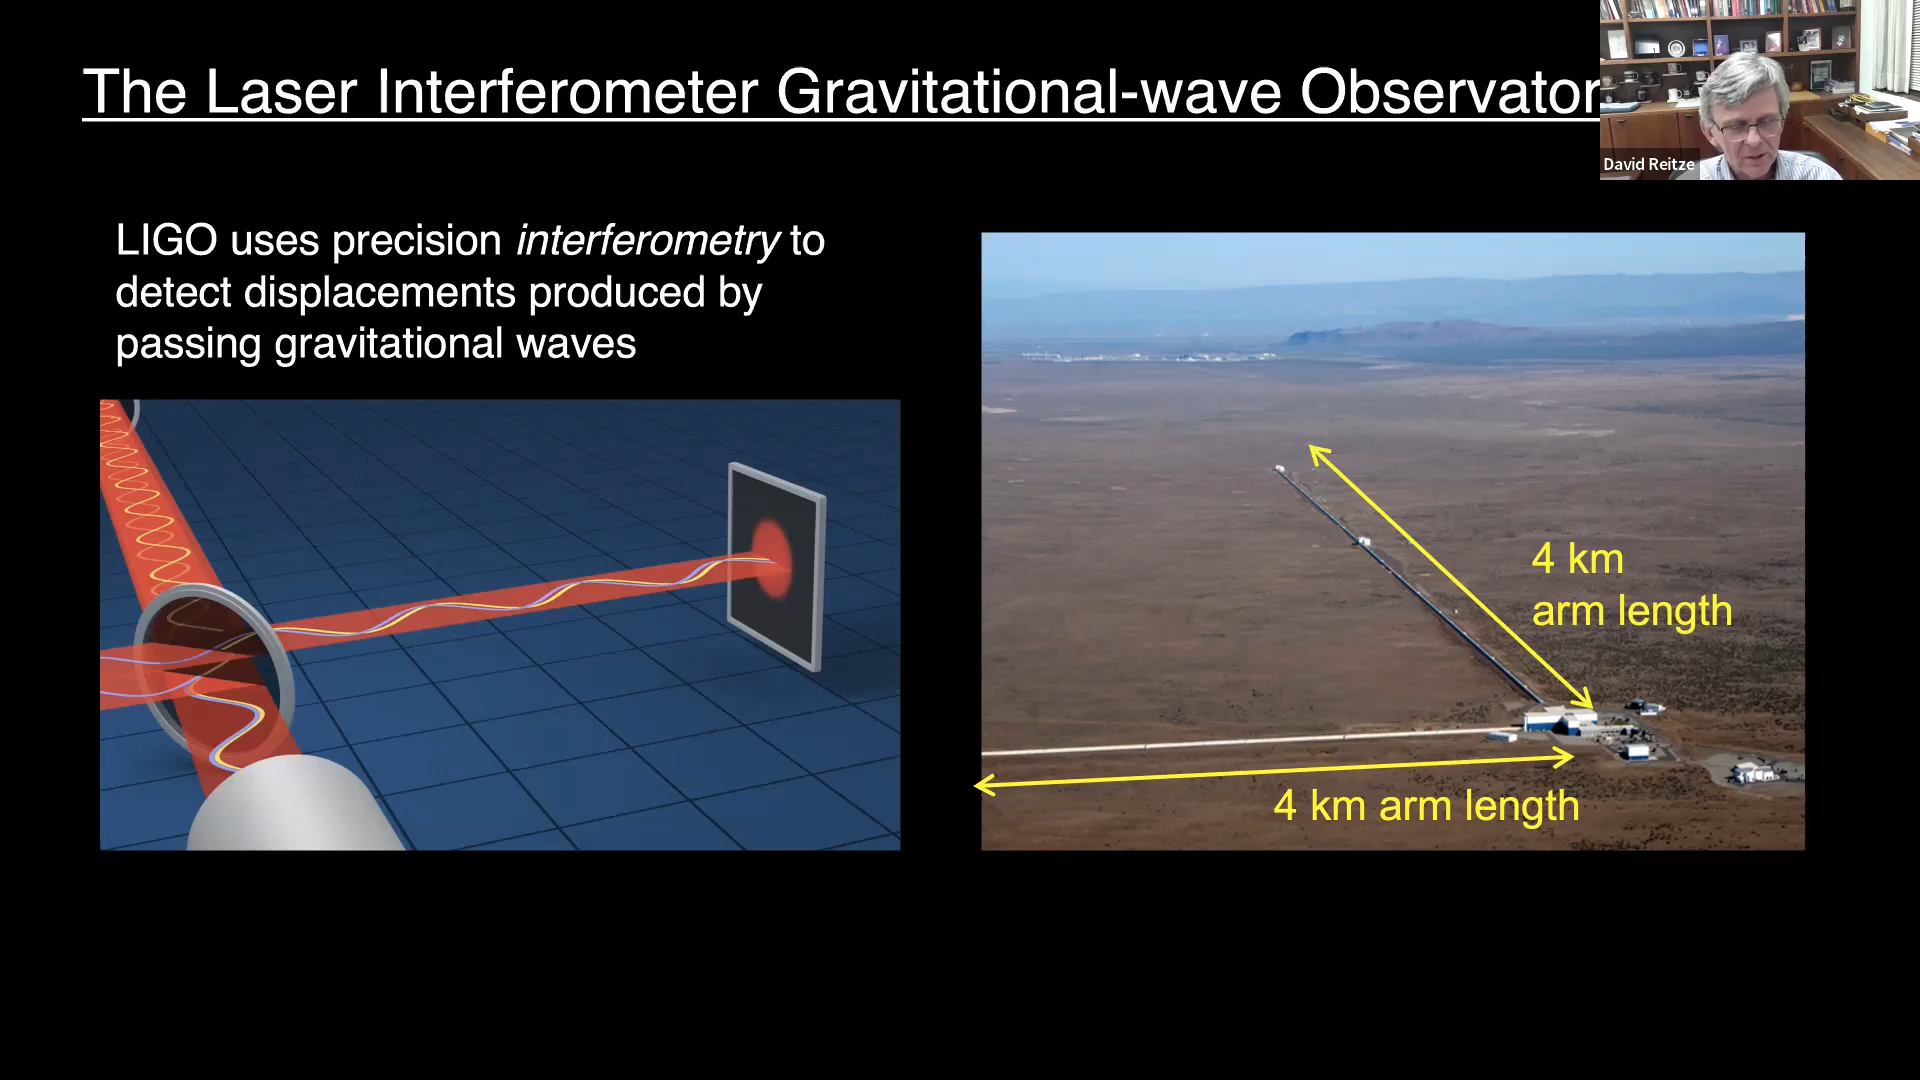 The Laser Interferometer Gravitational-wave Observator
David Reitze
LIGO uses precision interferometry to
detect displacements produced by
passing gravitational waves
4 km
arm length
4 km arm length